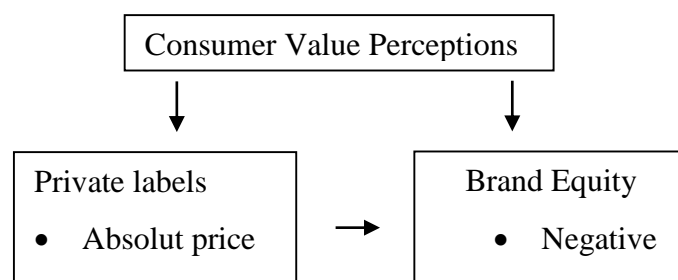 Consumer Value Perceptions
Private labels
• Absolut price
Brand Equity
• Negative